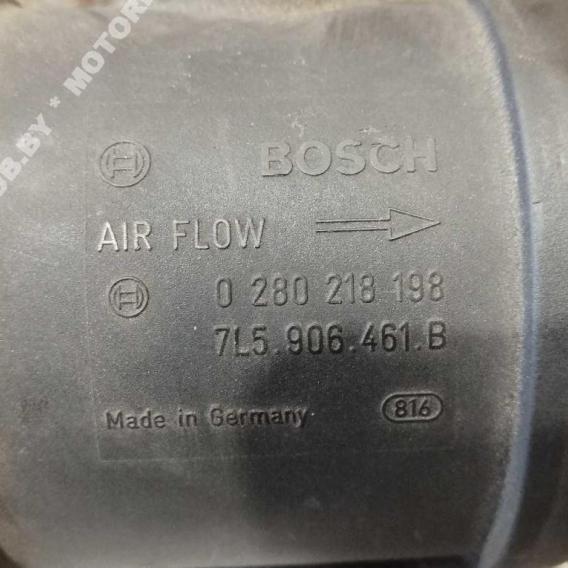 BOSCH
AIR FLOW
0 280 218 198
7L5.906.461.B
Made in Germany 816